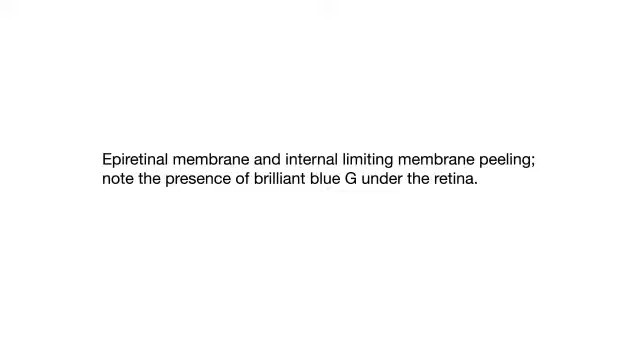 Epiretinal membrane and internal limiting membrane peeling;
note the presence of brilliant blue G under the retina.